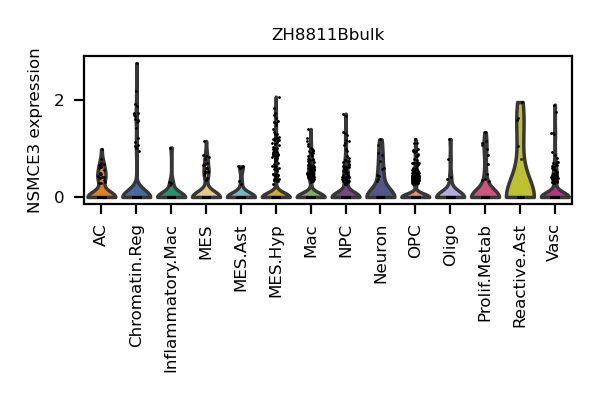 ZH8811Bbulk
NSMCE3 expression
2
0
AC
Chromatin.Reg
Inflammatory.Mac
MES
MES.Ast
MES.Hyp
Mac
NPC
Neuron
OPC
Oligo
Prolif.Metab
Reactive.Ast
Vasc